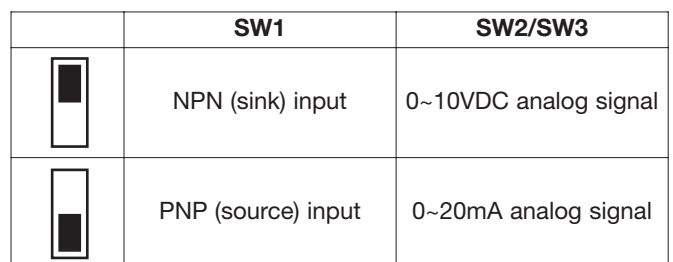 SW1 SW2/SW3
NPN (sink) input 0~10VDC analog signal
PNP (source) input 0~20mA analog signal